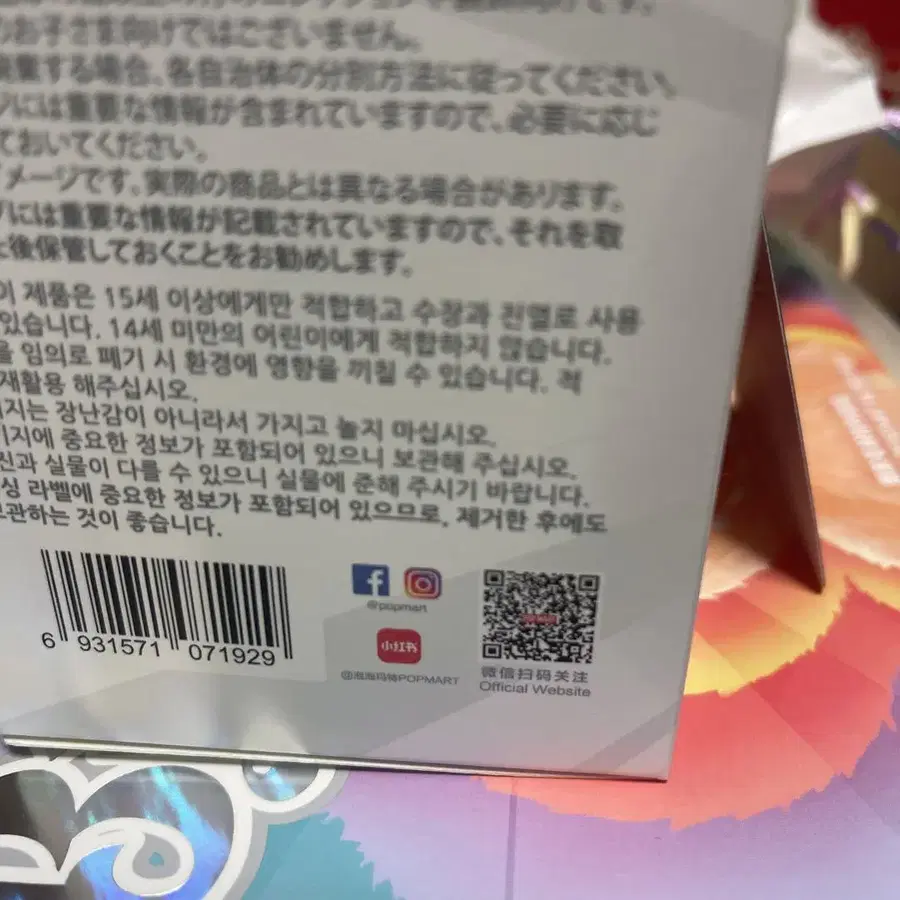 のお子さま向けではございません。
棄する場合、各自治体の分別方法に従ってください。
には重要な情報が含まれていますので、必要に応じ
ておいてください。
メージです、実際の商品とは異なる場合があります。
には重要な情報が記載されていますので、それを取
後保管しておくことをお勧めします。
이 제품은 15세 이상에게만 적합하고 수장과 진열로 사용
있습니다. 14세 미만의 어린이에게 적합하지 않습니다.
을 임의로 폐기 시 환경에 영향을 끼칠 수 있습니다. 적
재활용 해주십시오.
지는 장난감이 아니라서 가지고 놀지 마십시오.
지에 중요한 정보가 포함되어 있으니 보관해 주십시오.
진과 실물이 다를 수 있으니 실물에 준해 주시기 바랍니다.
싱 라벨에 중요한 정보가 포함되어 있으므로, 제거한 후에도
보관하는 것이 좋습니다.
6 931571 071929
@popmart
小红书
@泡泡玛特POPMART
微信扫码关注
Official Website